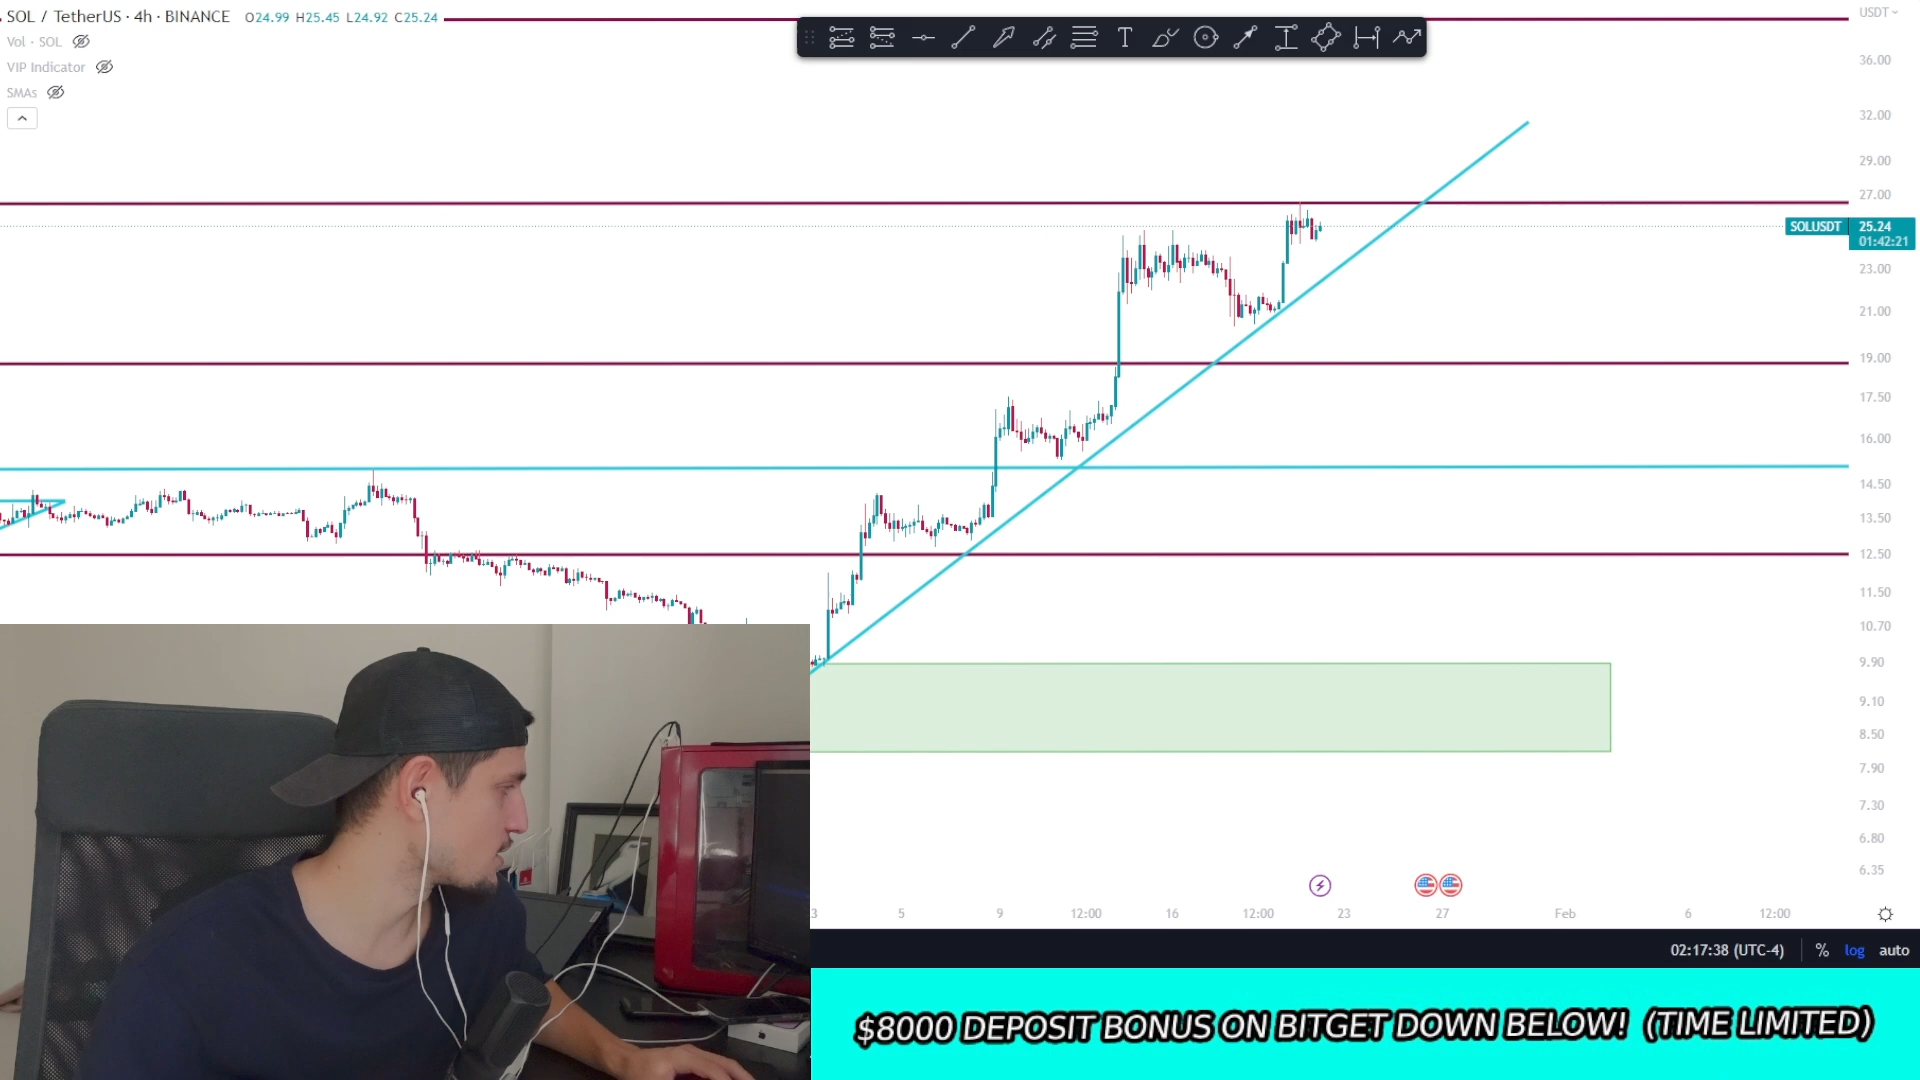 SOL / TetherUS · 4h · BINANCE O24.99 H25.45 L24.92 C25.24
Vol · SOL
VIP Indicator
SMAs
T
USDT
36.00
32.00
29.00
27.00
SOLUSDT 25.24
01:42:21
23.00
21.00
19.00
17.50
16.00
14.50
13.50
12.50
11.50
10.70
9.90
9.10
8.50
7.90
7.30
6.80
6.35
3 5 9 12:00 16 12:00 23 27 Feb 6 12:00
02:17:38 (UTC-4) % log auto
$8000 DEPOSIT BONUS ON BITGET DOWN BELOW! (TIME LIMITED)